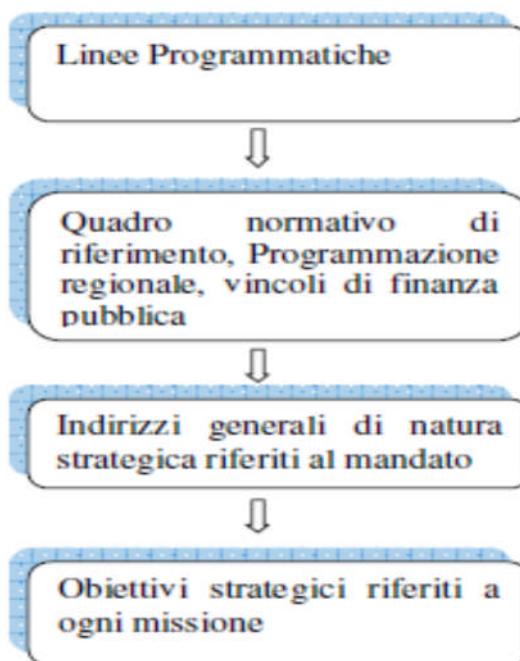 Linee Programmatiche
Quadro normativo di
riferimento, Programmazione
regionale, vincoli di finanza
pubblica
Indirizzi generali di natura
strategica riferiti al mandato
Obiettivi strategici riferiti a
ogni missione